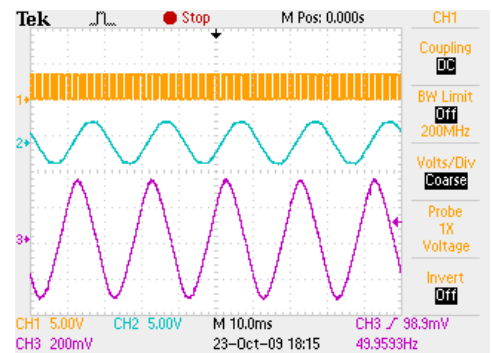 Tek Stop M Pos: 0.000s CH1
Coupling
DC
BW Limit
Off
200MHz
Volts/Div
Coarse
Probe
1X
Voltage
Invert
Off
1
2
3
CH1 5.00V CH2 5.00V M 10.0ms CH3 98.9mV
CH3 200mV 23-Oct-09 18:15 49.9593Hz